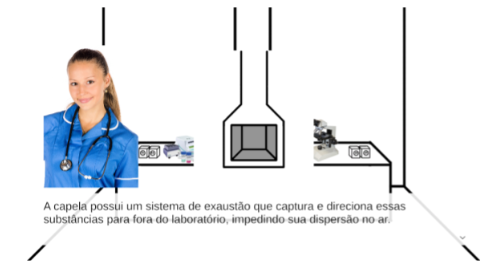 A capela possui um sistema de exaustão que captura e direciona essas
substâncias para fora do laboratório, impedindo sua dispersão no ar.